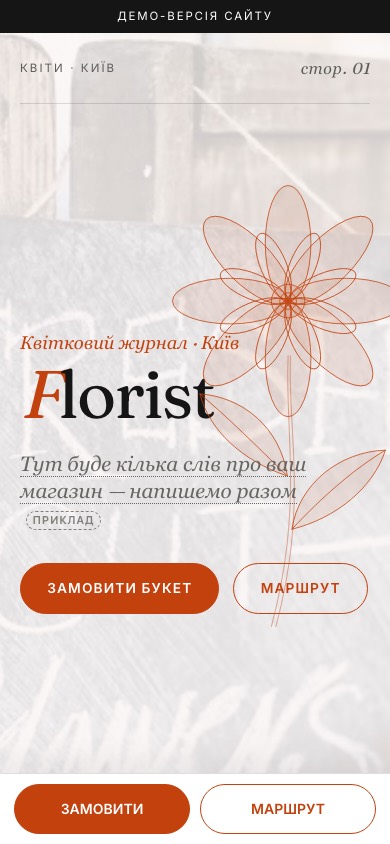 ДЕМО-ВЕРСІЯ САЙТУ
КВІТИ · КИЇВ
стор. 01
Квітковий журнал · Київ
Florist
Тут буде кілька слів про ваш
магазин — напишемо разом
ПРИКЛАД
ЗАМОВИТИ БУКЕТ
МАРШРУТ
ЗАМОВИТИ
МАРШРУТ